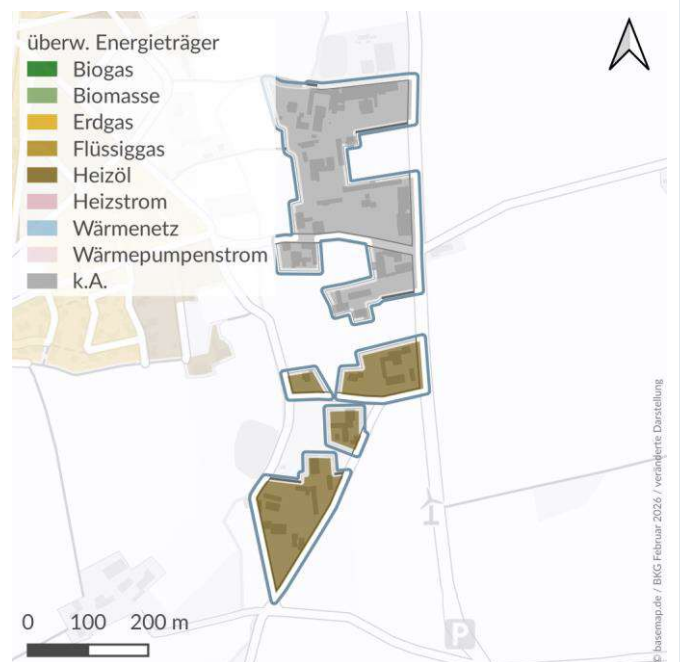 überw. Energieträger
Biogas
Biomasse
Erdgas
Flüssiggas
Heizöl
Heizstrom
Wärmenetz
Wärmepumpenstrom
k.A.
0 100 200 m
P
© basemap.de / BKG Februar 2026 / veränderte Darstellung